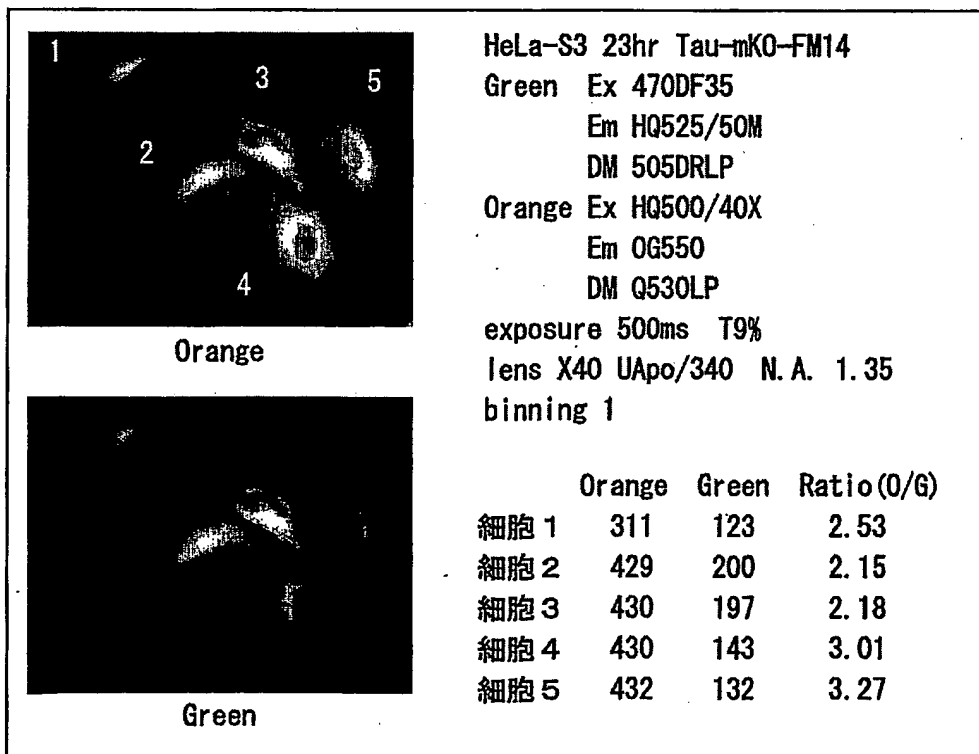 1
3
5
2
4
Orange
Green
HeLa-S3 23hr Tau-mKO-FM14
Green Ex 470DF35
Em HQ525/50M
DM 505DRLP
Orange Ex HQ500/40X
Em OG550
DM Q530LP
exposure 500ms T9%
lens X40 UApo/340 N.A. 1.35
binning 1
Orange Green Ratio(O/G)
細胞1 311 123 2.53
細胞2 429 200 2.15
細胞3 430 197 2.18
細胞4 430 143 3.01
細胞5 432 132 3.27